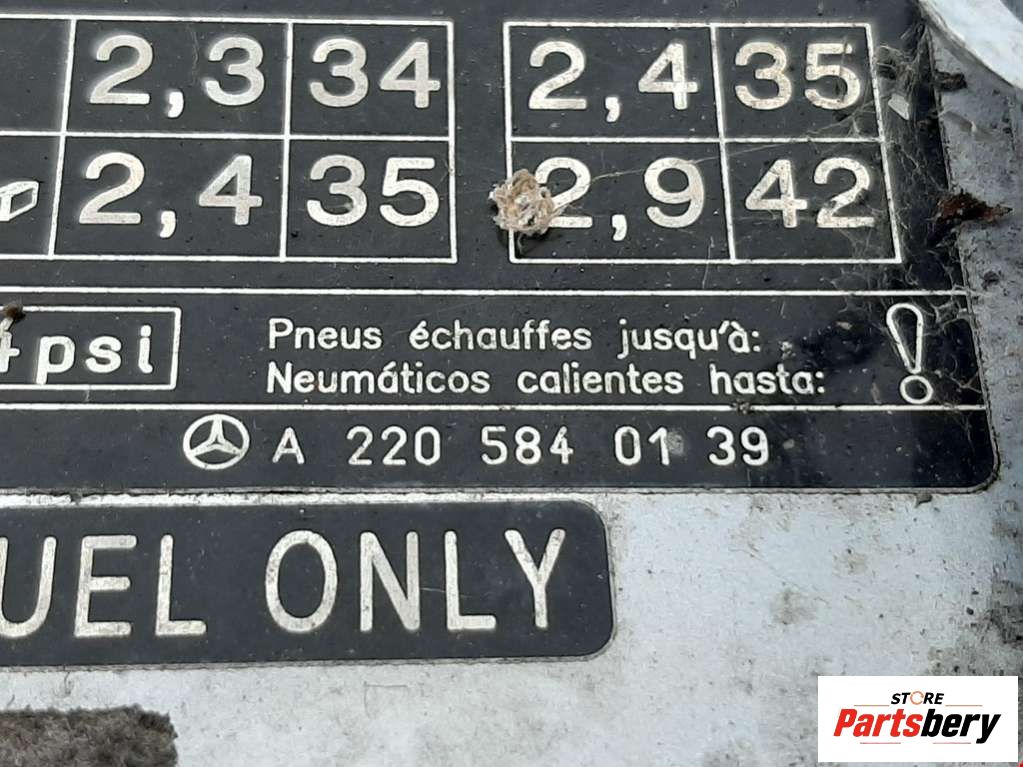 2,3 34 2,4 35
2,4 35 2,9 42
psi
Pneus échauffes jusqu'à:
Neumáticos calientes hasta:
!
A 220 584 01 39
UEL ONLY
STORE
Partsbery